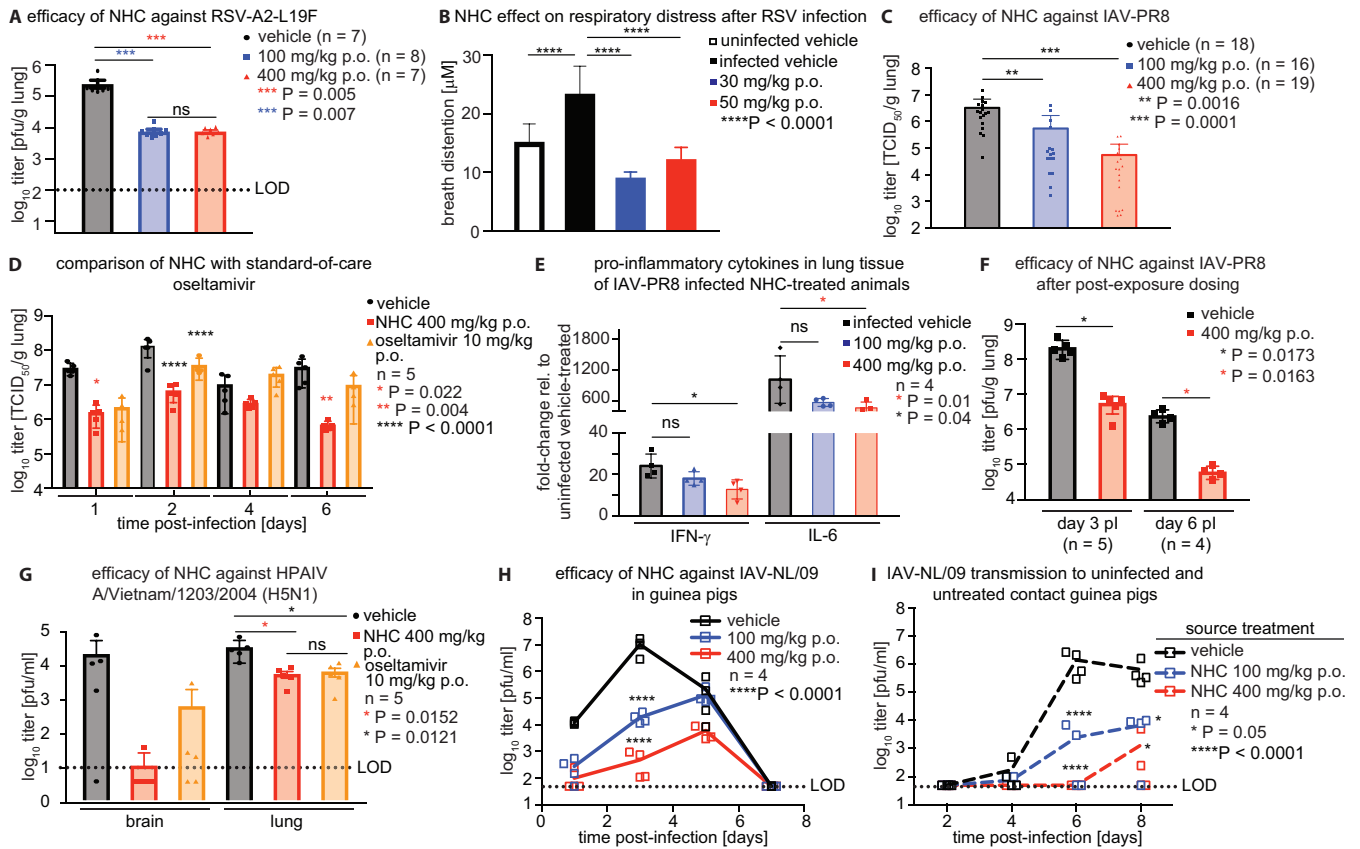 A efficacy of NHC against RSV-A2-L19F
*** ***
ns
vehicle (n = 7)
100 mg/kg p.o. (n = 8)
400 mg/kg p.o. (n = 7)
*** P = 0.005
*** P = 0.007
log10 titer [pfu/g lung]
6
5
4
3
2
1
LOD
B NHC effect on respiratory distress after RSV infection
**** **** ****
uninfected vehicle
infected vehicle
30 mg/kg p.o.
50 mg/kg p.o.
****P < 0.0001
breath distention [µM]
30
20
10
0
C efficacy of NHC against IAV-PR8
vehicle (n = 18)
100 mg/kg p.o. (n = 16)
400 mg/kg p.o. (n = 19)
** P = 0.0016
*** P = 0.0001
***
**
log10 titer [TCID50/g lung]
8
7
6
5
4
3
2
D comparison of NHC with standard-of-care
oseltamivir
vehicle
NHC 400 mg/kg p.o.
oseltamivir 10 mg/kg
p.o.
n = 5
* P = 0.022
** P = 0.004
**** P < 0.0001
* **** **** **
log10 titer [TCID50/g lung]
9
8
7
6
5
4
1 2 4 6
time post-infection [days]
E pro-inflammatory cytokines in lung tissue
of IAV-PR8 infected NHC-treated animals
infected vehicle
100 mg/kg p.o.
400 mg/kg p.o.
n = 4
* P = 0.01
* P = 0.04
*
ns
*
ns
fold-change rel. to
uninfected vehicle-treated
1800
1200
600
40
20
0
IFN-γ IL-6
F efficacy of NHC against IAV-PR8
after post-exposure dosing
vehicle
400 mg/kg p.o.
* P = 0.0173
* P = 0.0163
* *
log10 titer [pfu/g lung]
9
8
7
6
5
4
day 3 pI day 6 pI
(n = 5) (n = 4)
G efficacy of NHC against HPAIV
A/Vietnam/1203/2004 (H5N1)
vehicle
NHC 400 mg/kg
p.o.
oseltamivir
10 mg/kg p.o.
n = 5
* P = 0.0152
* P = 0.0121
*
*
ns
log10 titer [pfu/ml]
5
4
3
2
1
0
LOD
brain lung
H efficacy of NHC against IAV-NL/09
in guinea pigs
vehicle
100 mg/kg p.o.
400 mg/kg p.o.
n = 4
****P < 0.0001
****
****
log10 titer [pfu/ml]
8
7
6
5
4
3
2
1
LOD
0 2 4 6 8
time post-infection [days]
I IAV-NL/09 transmission to uninfected and
untreated contact guinea pigs
source treatment
vehicle
NHC 100 mg/kg p.o.
NHC 400 mg/kg p.o.
n = 4
* P = 0.05
****P < 0.0001
**** *
**** *
log10 titer [pfu/ml]
8
7
6
5
4
3
2
1
LOD
2 4 6 8
time post-infection [days]